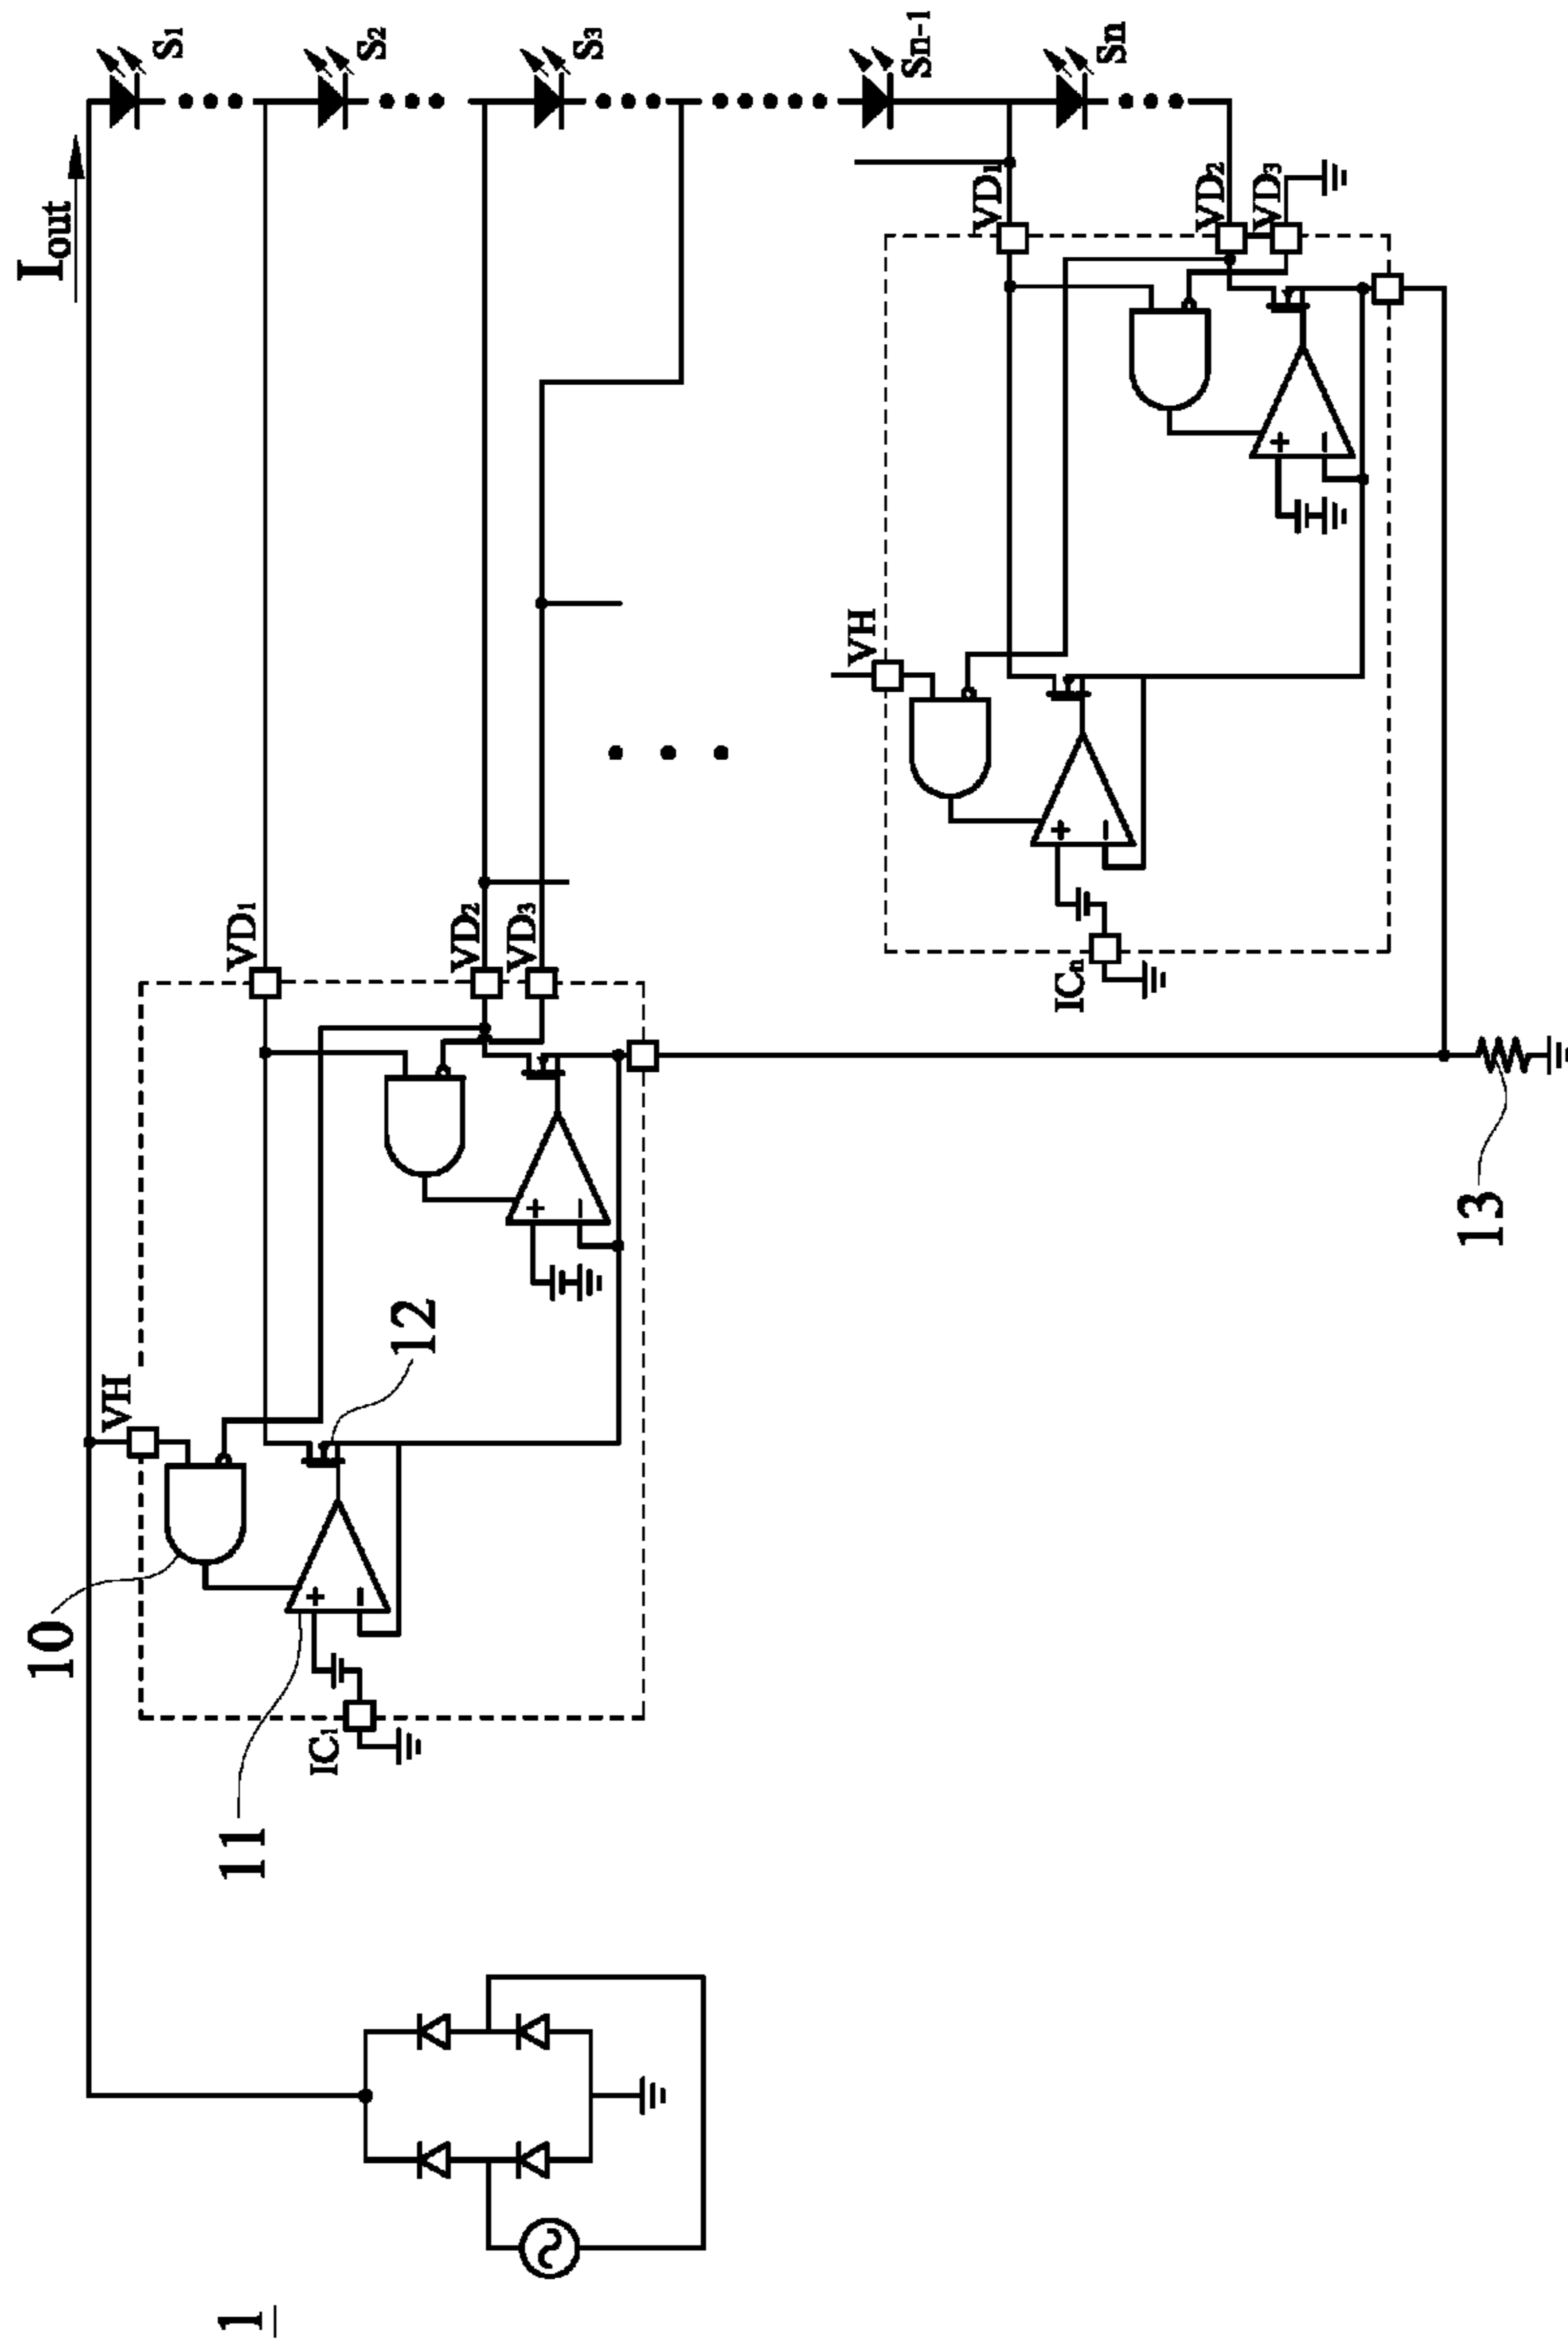 1
10
11
12
13
Iout
S1
S2
S3
Sn-1
Sn
VH
VD1
VD2
VD3
IC1
+
−
+
−
VH
VD1
VD2
VD3
ICn
+
−
+
−